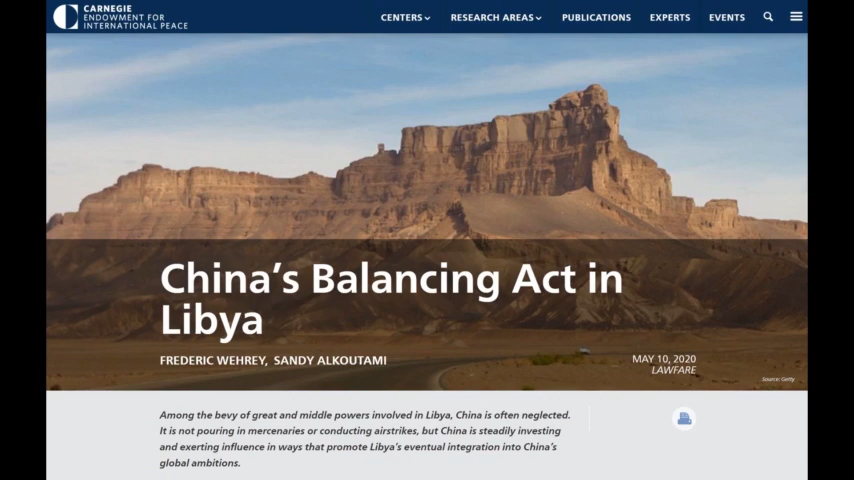 CARNEGIE
ENDOWMENT FOR
INTERNATIONAL PEACE
CENTERS
RESEARCH AREAS
PUBLICATIONS
EXPERTS
EVENTS
China's Balancing Act in
Libya
FREDERIC WEHREY, SANDY ALKOUTAMI
MAY 10, 2020
LAWFARE
Source: Getty
Among the bevy of great and middle powers involved in Libya, China is often neglected.
It is not pouring in mercenaries or conducting airstrikes, but China is steadily investing
and exerting influence in ways that promote Libya's eventual integration into China's
global ambitions.